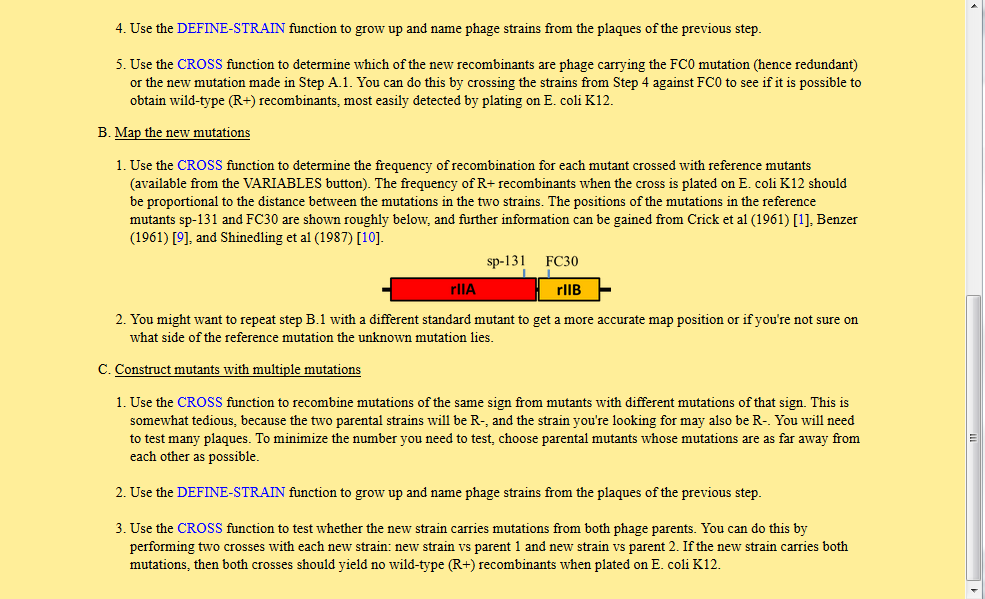 4. Use the DEFINE-STRAIN function to grow up and name phage strains from the plaques of the previous step.
5. Use the CROSS function to determine which of the new recombinants are phage carrying the FC0 mutation (hence redundant)
or the new mutation made in Step A.1. You can do this by crossing the strains from Step 4 against FC0 to see if it is possible to
obtain wild-type (R+) recombinants, most easily detected by plating on E. coli K12.
B. Map the new mutations
1. Use the CROSS function to determine the frequency of recombination for each mutant crossed with reference mutants
(available from the VARIABLES button). The frequency of R+ recombinants when the cross is plated on E. coli K12 should
be proportional to the distance between the mutations in the two strains. The positions of the mutations in the reference
mutants sp-131 and FC30 are shown roughly below, and further information can be gained from Crick et al (1961) [1], Benzer
(1961) [9], and Shinedling et al (1987) [10].
sp-131 FC30
rIIA rIIB
2. You might want to repeat step B.1 with a different standard mutant to get a more accurate map position or if you're not sure on
what side of the reference mutation the unknown mutation lies.
C. Construct mutants with multiple mutations
1. Use the CROSS function to recombine mutations of the same sign from mutants with different mutations of that sign. This is
somewhat tedious, because the two parental strains will be R-, and the strain you're looking for may also be R-. You will need
to test many plaques. To minimize the number you need to test, choose parental mutants whose mutations are as far away from
each other as possible.
2. Use the DEFINE-STRAIN function to grow up and name phage strains from the plaques of the previous step.
3. Use the CROSS function to test whether the new strain carries mutations from both phage parents. You can do this by
performing two crosses with each new strain: new strain vs parent 1 and new strain vs parent 2. If the new strain carries both
mutations, then both crosses should yield no wild-type (R+) recombinants when plated on E. coli K12.